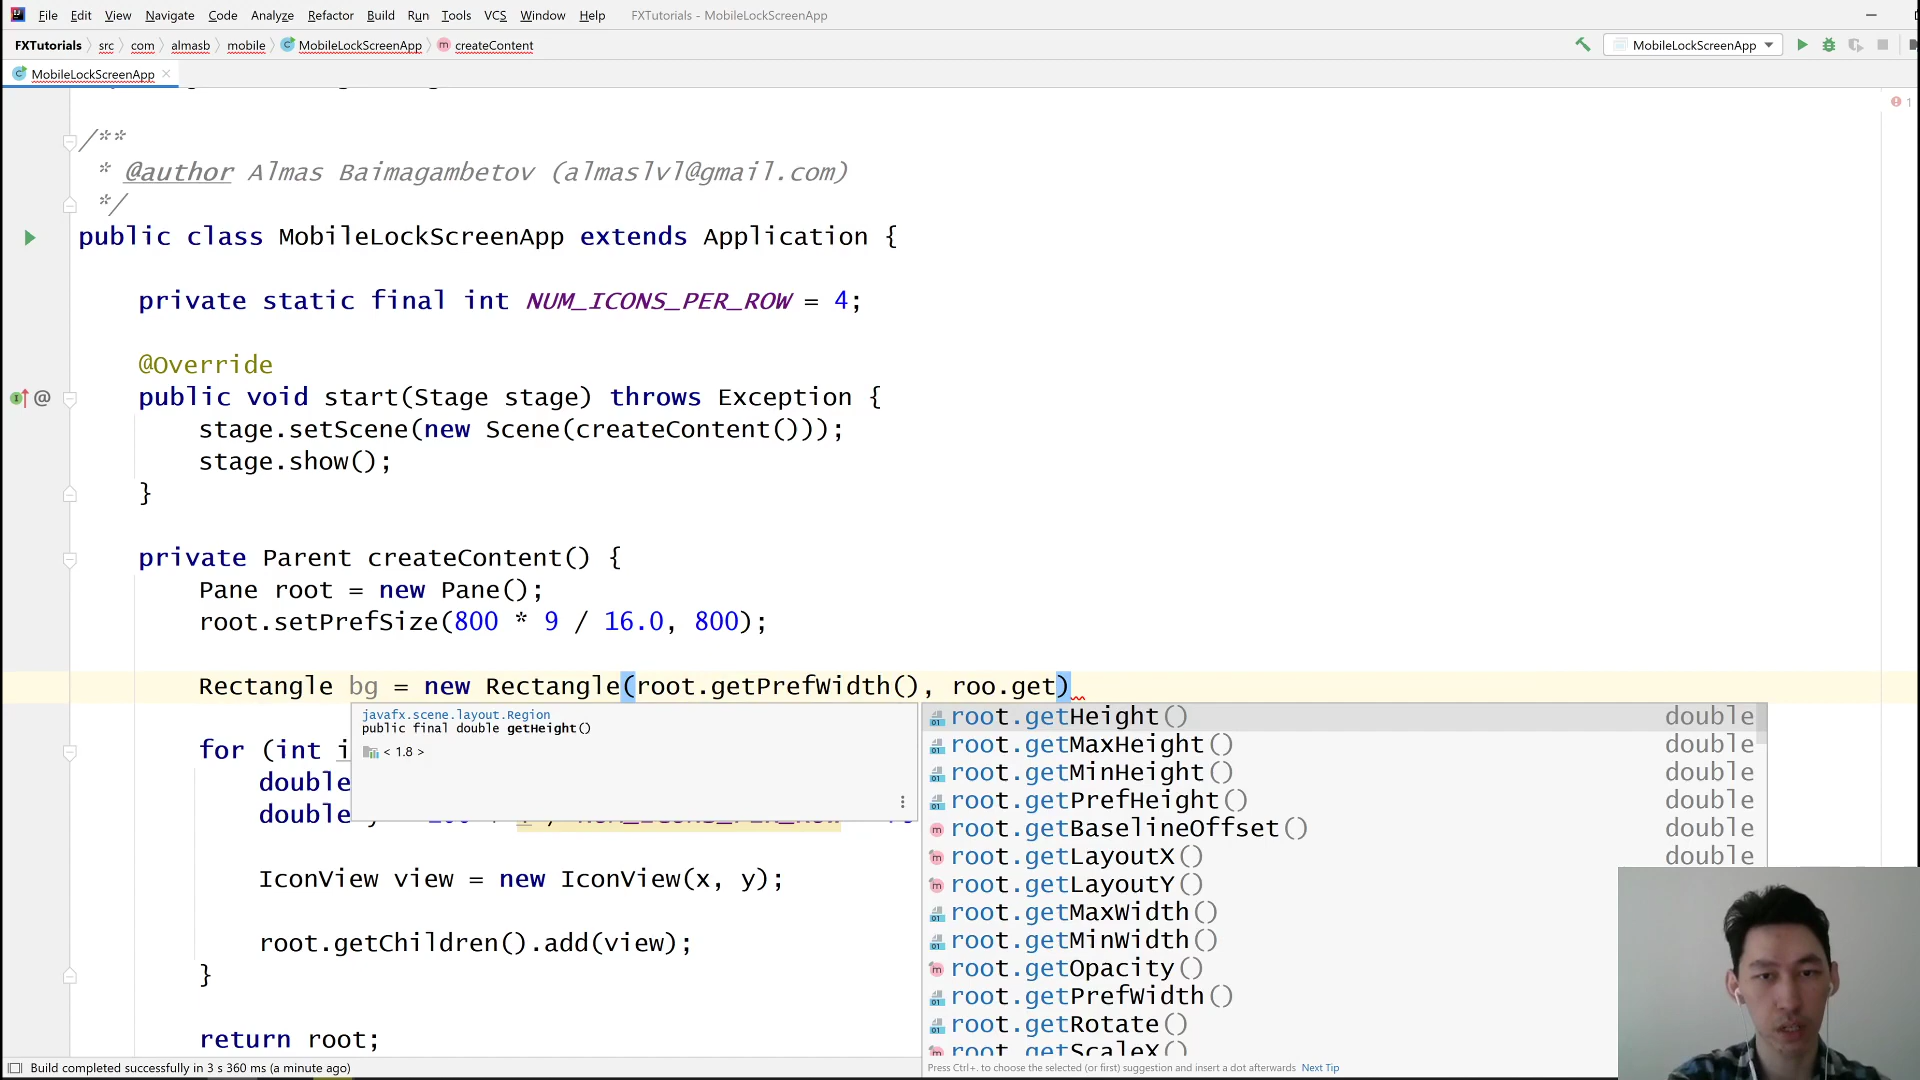 File Edit View Navigate Code Analyze Refactor Build Run Tools VCS Window Help FXTutorials - MobileLockScreenApp
FXTutorials src com almasb mobile MobileLockScreenApp createContent MobileLockScreenApp
MobileLockScreenApp
1
/**
* @author Almas Baimagambetov (almaslvl@gmail.com)
*/
public class MobileLockScreenApp extends Application {
private static final int NUM_ICONS_PER_ROW = 4;
@Override
public void start(Stage stage) throws Exception {
stage.setScene(new Scene(createContent()));
stage.show();
}
private Parent createContent() {
Pane root = new Pane();
root.setPrefSize(800 * 9 / 16.0, 800);
Rectangle bg = new Rectangle(root.getPrefWidth(), roo.get)
javafx.scene.layout.Region
public final double getHeight()
< 1.8 >
root.getHeight() double
root.getMaxHeight() double
root.getMinHeight() double
root.getPrefHeight() double
root.getBaselineOffset() double
root.getLayoutX() double
root.getLayoutY()
root.getMaxWidth()
root.getMinWidth()
root.getOpacity()
root.getPrefWidth()
root.getRotate()
root.getScaleX()
for (int i
double
double
IconView view = new IconView(x, y);
root.getChildren().add(view);
}
return root;
Press Ctrl+. to choose the selected (or first) suggestion and insert a dot afterwards Next Tip
Build completed successfully in 3 s 360 ms (a minute ago)